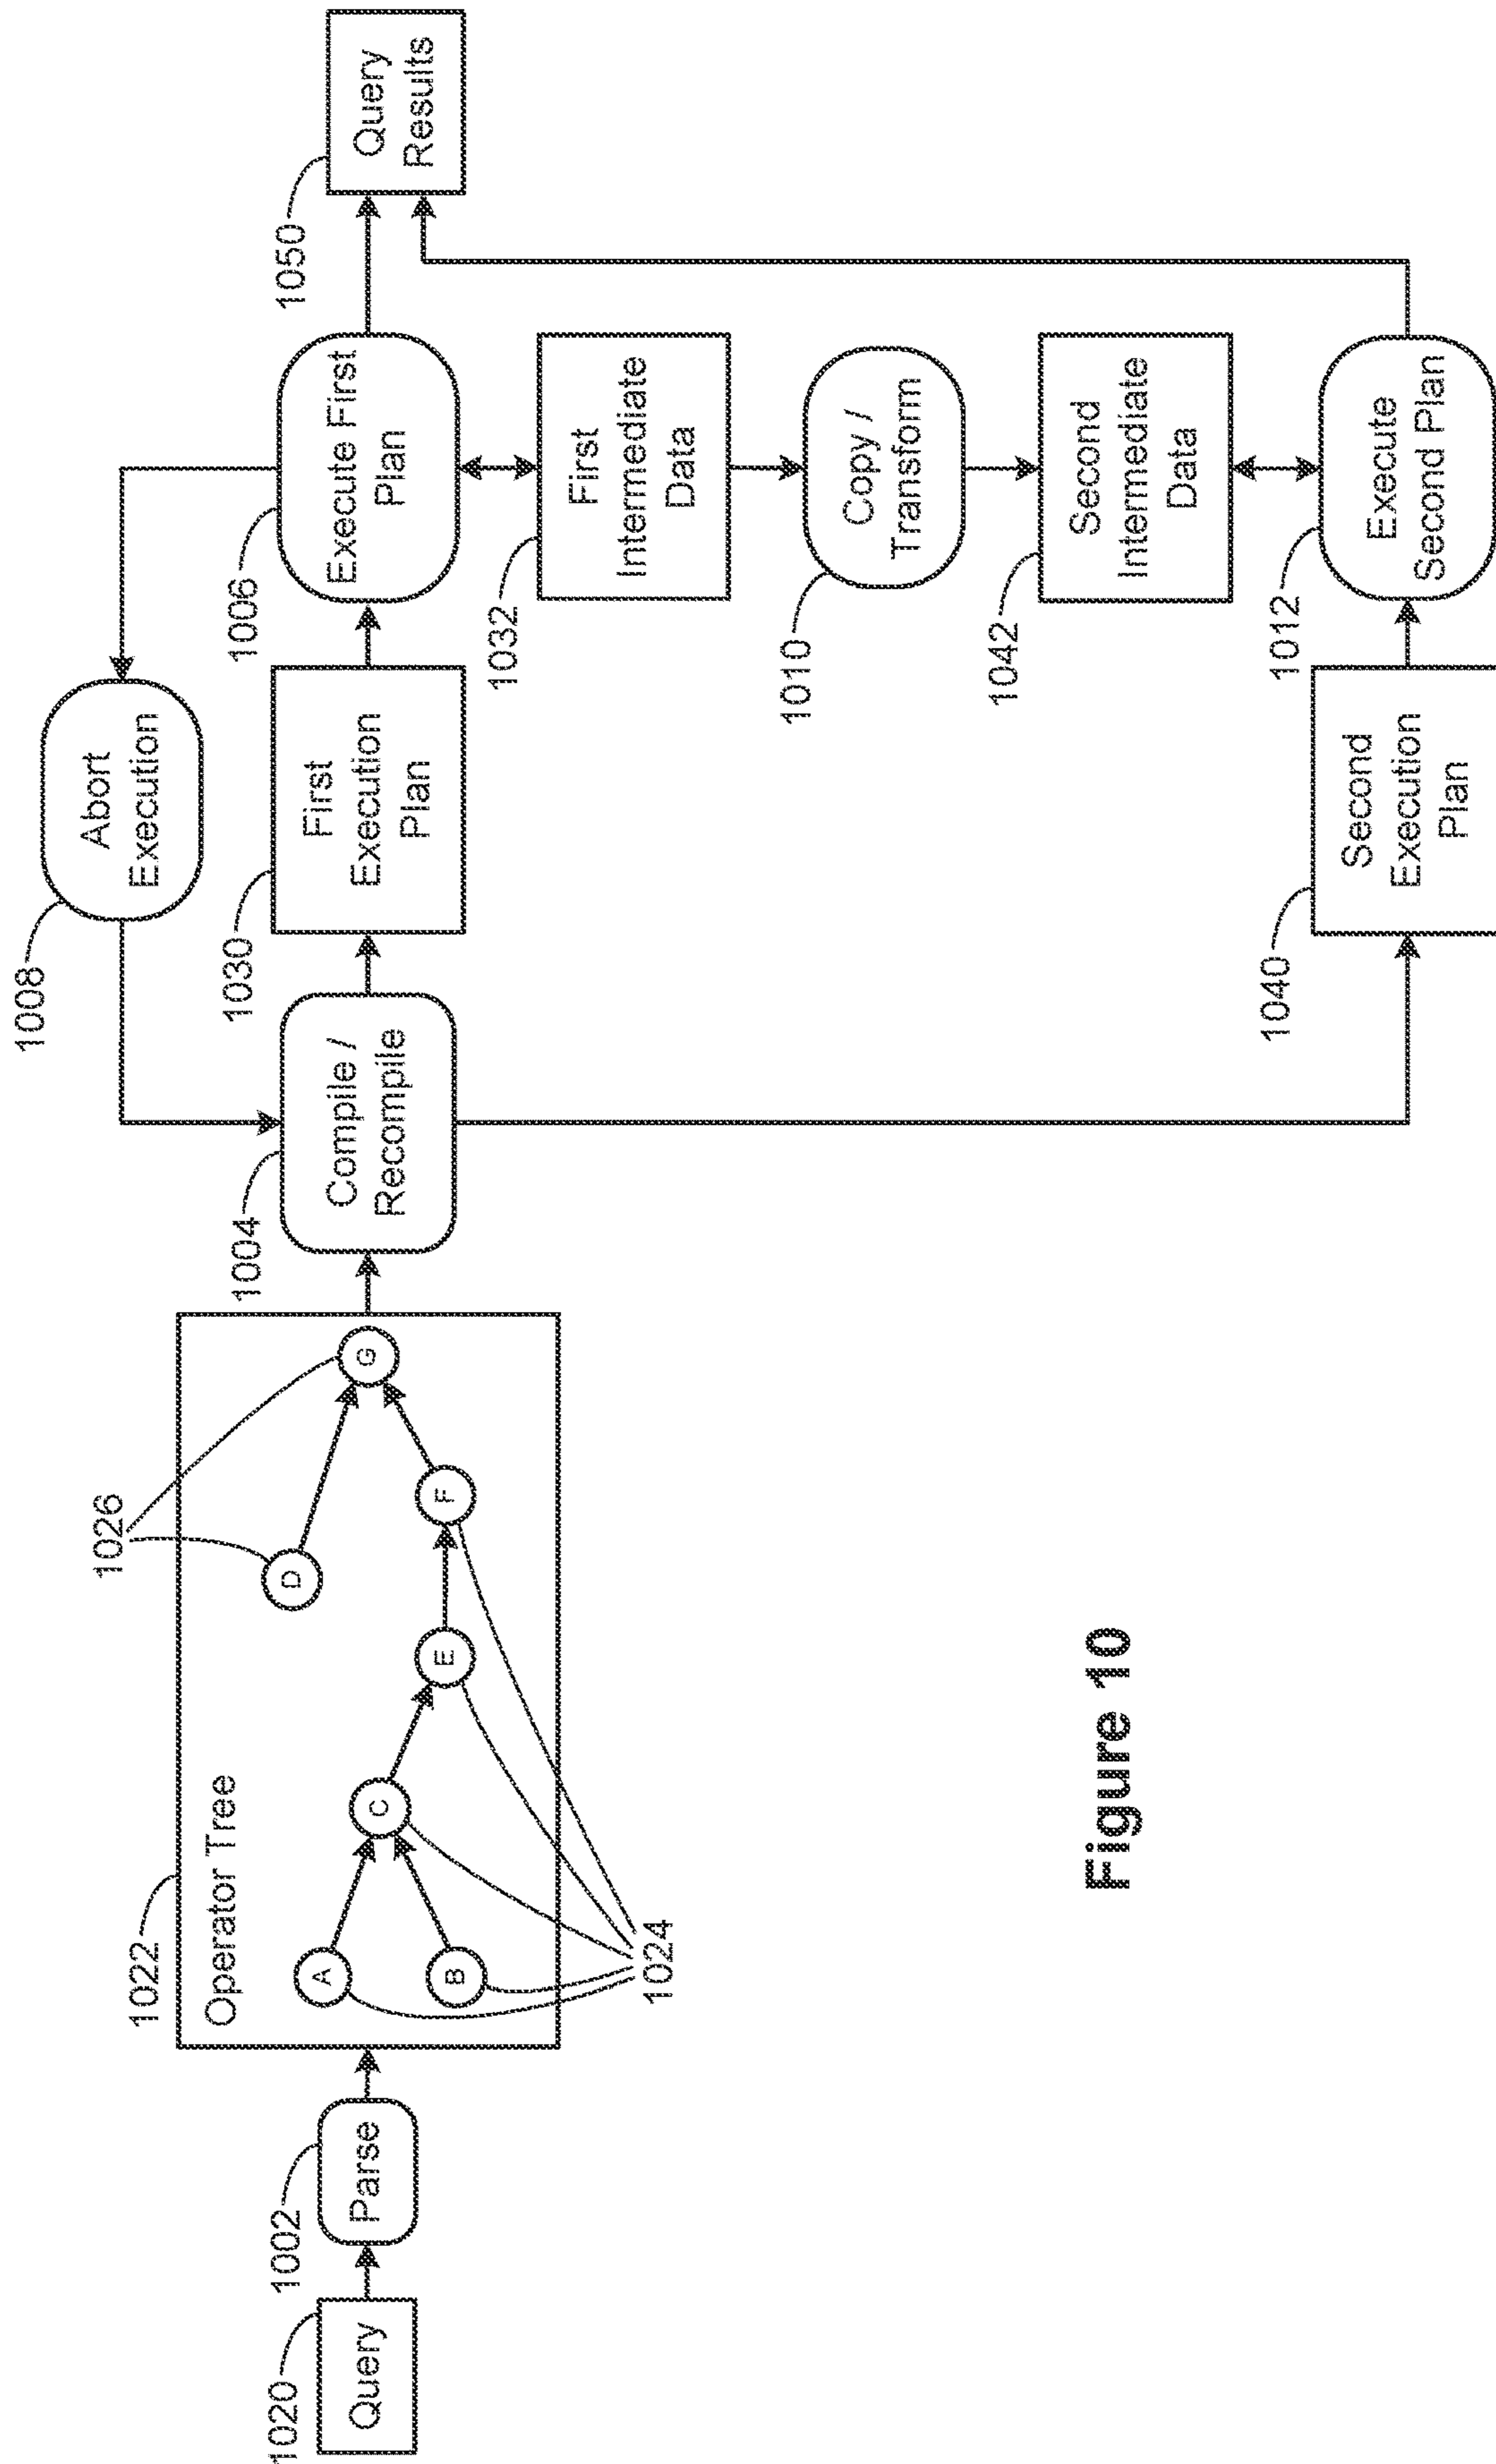 1020
Query
1002
Parse
1022
Operator Tree
A
B
C
E
F
D
G
1024
1026
1004
Compile /
Recompile
1008
Abort
Execution
1030
First
Execution
Plan
1006
Execute First
Plan
1050
Query
Results
1032
First
Intermediate
Data
1010
Copy /
Transform
1042
Second
Intermediate
Data
1040
Second
Execution
Plan
1012
Execute
Second Plan
Figure 10